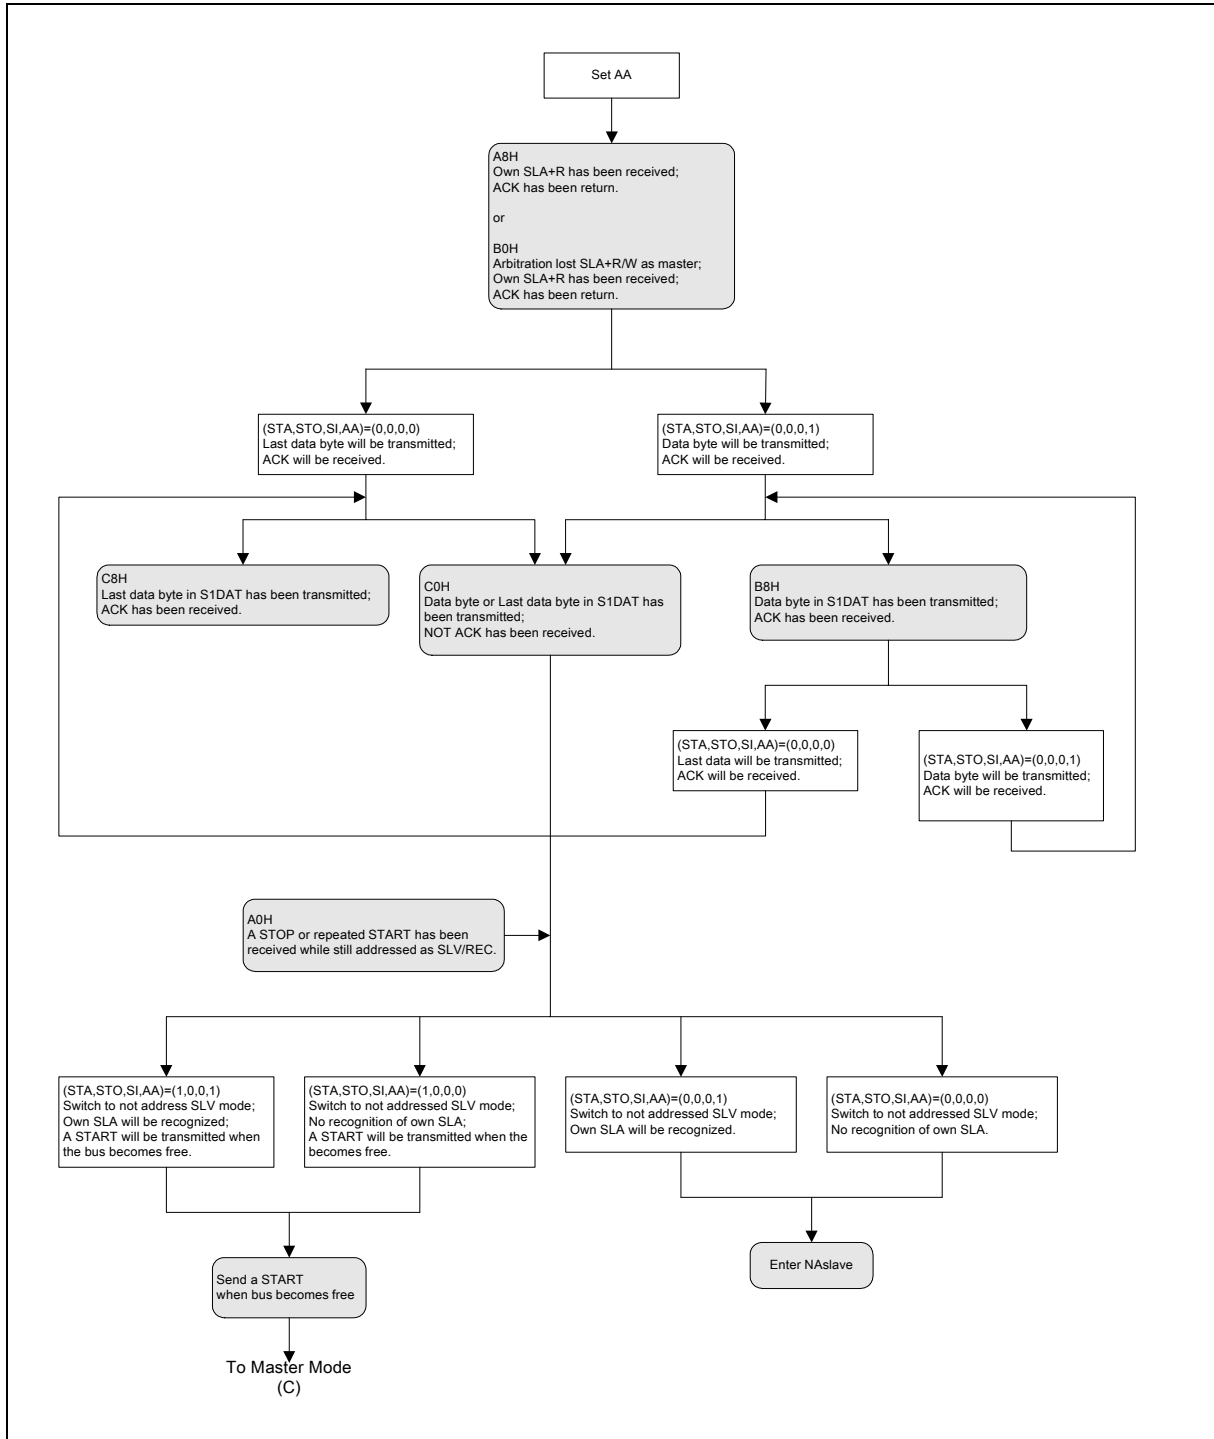 Set AA
A8H
Own SLA+R has been received;
ACK has been return.
or
B0H
Arbitration lost SLA+R/W as master;
Own SLA+R has been received;
ACK has been return.
(STA,STO,SI,AA)=(0,0,0,0)
Last data byte will be transmitted;
ACK will be received.
(STA,STO,SI,AA)=(0,0,0,1)
Data byte will be transmitted;
ACK will be received.
C8H
Last data byte in S1DAT has been transmitted;
ACK has been received.
C0H
Data byte or Last data byte in S1DAT has
been transmitted;
NOT ACK has been received.
B8H
Data byte in S1DAT has been transmitted;
ACK has been received.
(STA,STO,SI,AA)=(0,0,0,0)
Last data will be transmitted;
ACK will be received.
(STA,STO,SI,AA)=(0,0,0,1)
Data byte will be transmitted;
ACK will be received.
A0H
A STOP or repeated START has been
received while still addressed as SLV/REC.
(STA,STO,SI,AA)=(1,0,0,1)
Switch to not address SLV mode;
Own SLA will be recognized;
A START will be transmitted when
the bus becomes free.
(STA,STO,SI,AA)=(1,0,0,0)
Switch to not addressed SLV mode;
No recognition of own SLA;
A START will be transmitted when the
becomes free.
(STA,STO,SI,AA)=(0,0,0,1)
Switch to not addressed SLV mode;
Own SLA will be recognized.
(STA,STO,SI,AA)=(0,0,0,0)
Switch to not addressed SLV mode;
No recognition of own SLA.
Send a START
when bus becomes free
Enter NAslave
To Master Mode
(C)